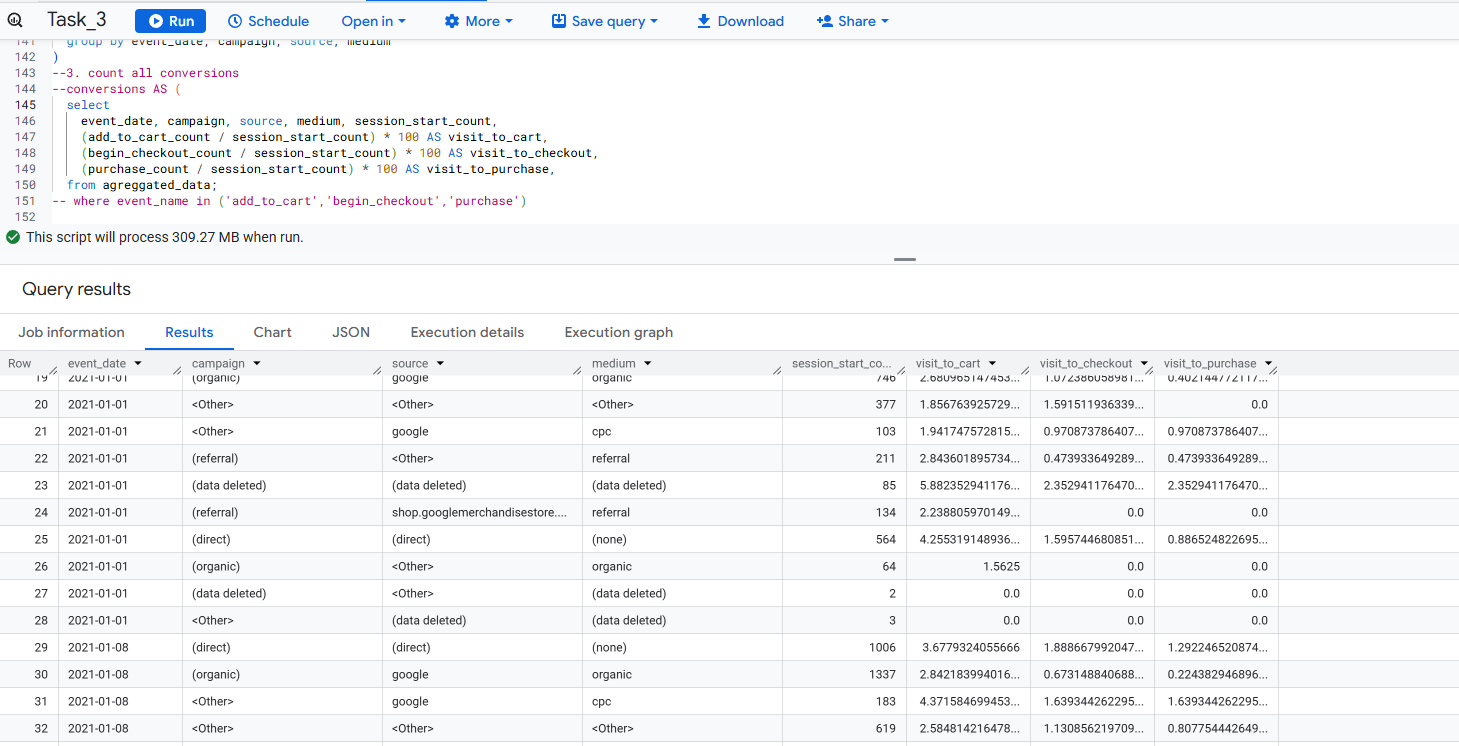 Task_3 Run Schedule Open in More Save query Download Share
141 group by event_date, campaign, source, medium
142 )
143 --3. count all conversions
144 --conversions AS (
145 select
146 event_date, campaign, source, medium, session_start_count,
147 (add_to_cart_count / session_start_count) * 100 AS visit_to_cart,
148 (begin_checkout_count / session_start_count) * 100 AS visit_to_checkout,
149 (purchase_count / session_start_count) * 100 AS visit_to_purchase,
150 from agreggated_data;
151 -- where event_name in ('add_to_cart','begin_checkout','purchase')
152
This script will process 309.27 MB when run.
Query results
Job information Results Chart JSON Execution details Execution graph
Row event_date campaign source medium session_start_co... visit_to_cart visit_to_checkout visit_to_purchase
19 2021-01-01 (organic) google organic 746 2.680965147453... 1.072386058981... 0.402144772117...
20 2021-01-01 <Other> <Other> <Other> 377 1.856763925729... 1.591511936339... 0.0
21 2021-01-01 <Other> google cpc 103 1.941747572815... 0.970873786407... 0.970873786407...
22 2021-01-01 (referral) <Other> referral 211 2.843601895734... 0.473933649289... 0.473933649289...
23 2021-01-01 (data deleted) (data deleted) (data deleted) 85 5.882352941176... 2.352941176470... 2.352941176470...
24 2021-01-01 (referral) shop.googlemerchandisestore.... referral 134 2.238805970149... 0.0 0.0
25 2021-01-01 (direct) (direct) (none) 564 4.255319148936... 1.595744680851... 0.886524822695...
26 2021-01-01 (organic) <Other> organic 64 1.5625 0.0 0.0
27 2021-01-01 (data deleted) <Other> (data deleted) 2 0.0 0.0 0.0
28 2021-01-01 <Other> (data deleted) (data deleted) 3 0.0 0.0 0.0
29 2021-01-08 (direct) (direct) (none) 1006 3.6779324055666 1.888667992047... 1.292246520874...
30 2021-01-08 (organic) google organic 1337 2.842183994016... 0.673148840688... 0.224382946896...
31 2021-01-08 <Other> google cpc 183 4.371584699453... 1.639344262295... 1.639344262295...
32 2021-01-08 <Other> <Other> <Other> 619 2.584814216478... 1.130856219709... 0.807754442649...